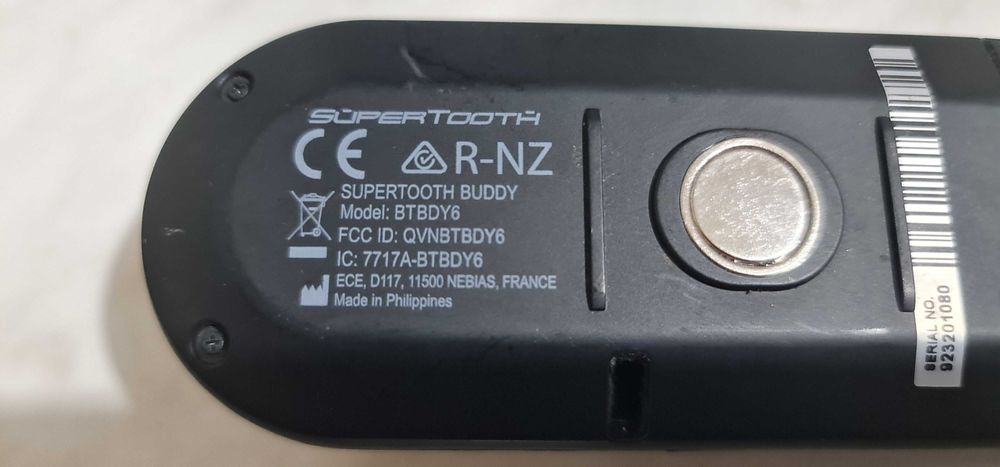 SUPERTOOTH
CE R-NZ
SUPERTOOTH BUDDY
Model: BTBDY6
FCC ID: QVNBTBDY6
IC: 7717A-BTBDY6
ECE, D117, 11500 NEBIAS, FRANCE
Made in Philippines
SERIAL NO.
923201080